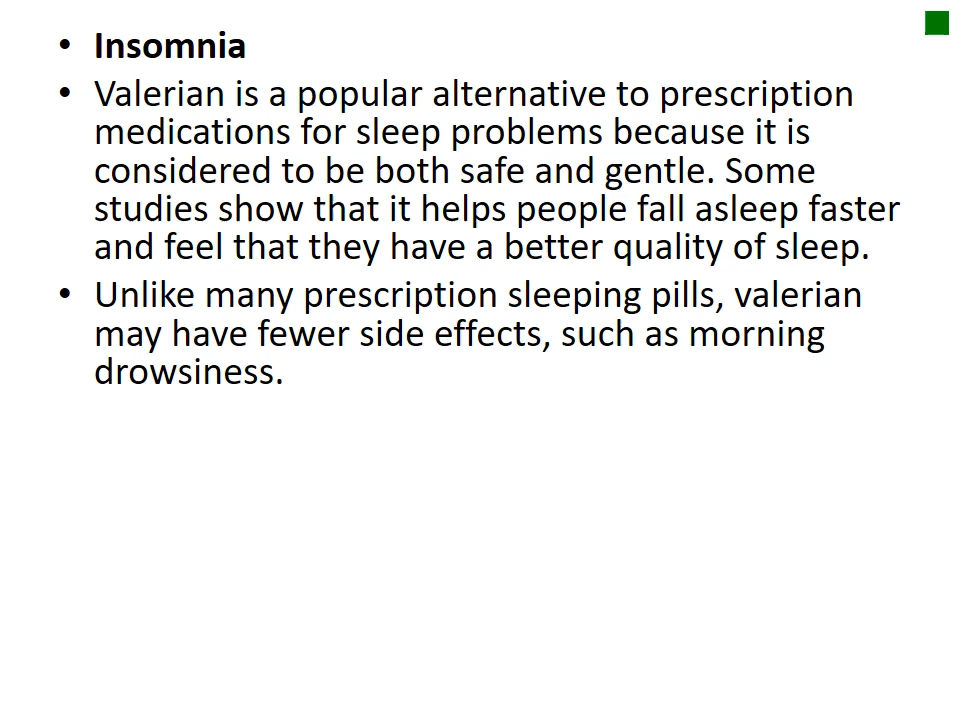 • Insomnia
• Valerian is a popular alternative to prescription
medications for sleep problems because it is
considered to be both safe and gentle. Some
studies show that it helps people fall asleep faster
and feel that they have a better quality of sleep.
• Unlike many prescription sleeping pills, valerian
may have fewer side effects, such as morning
drowsiness.